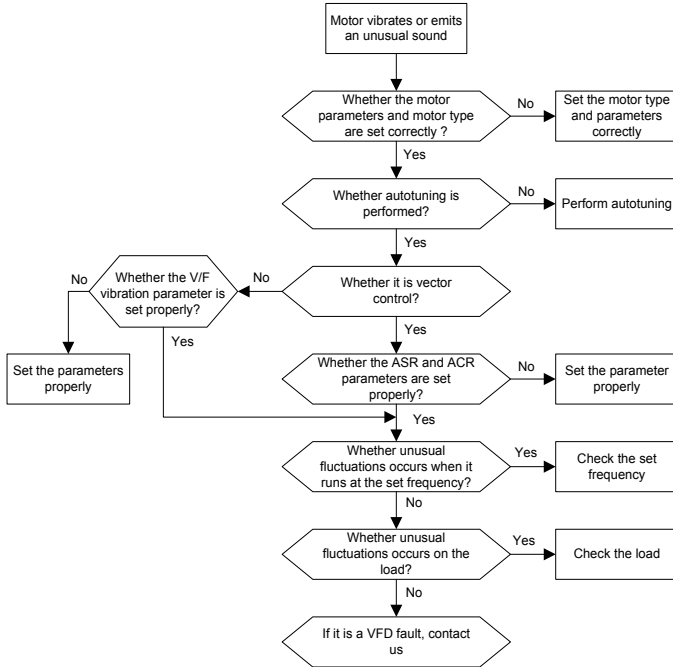 Motor vibrates or emits
an unusual sound
Whether the motor
parameters and motor type
are set correctly ?
No
Set the motor type
and parameters
correctly
Yes
Whether autotuning is
performed?
No
Perform autotuning
Yes
Whether it is vector
control?
No
Whether the V/F
vibration parameter is
set properly?
No
Set the parameters
properly
Yes
Yes
Whether the ASR and ACR
parameters are set
properly?
No
Set the parameter
properly
Yes
Whether unusual
fluctuations occurs when it
runs at the set frequency?
Yes
Check the set
frequency
No
Whether unusual
fluctuations occurs on the
load?
Yes
Check the load
No
If it is a VFD fault, contact
us